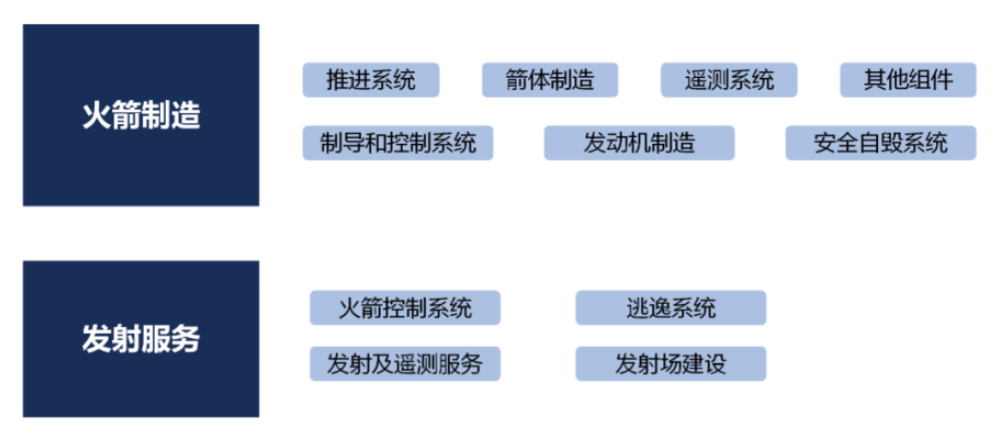 火箭制造
推进系统
箭体制造
遥测系统
其他组件
制导和控制系统
发动机制造
安全自毁系统
发射服务
火箭控制系统
逃逸系统
发射及遥测服务
发射场建设